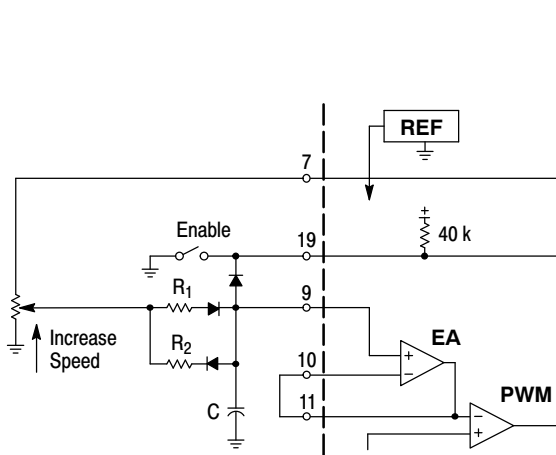 REF
7
Enable
19
+
40 k
R1
9
Increase
Speed
EA
R2
10
+
−
11
C
PWM
−
+